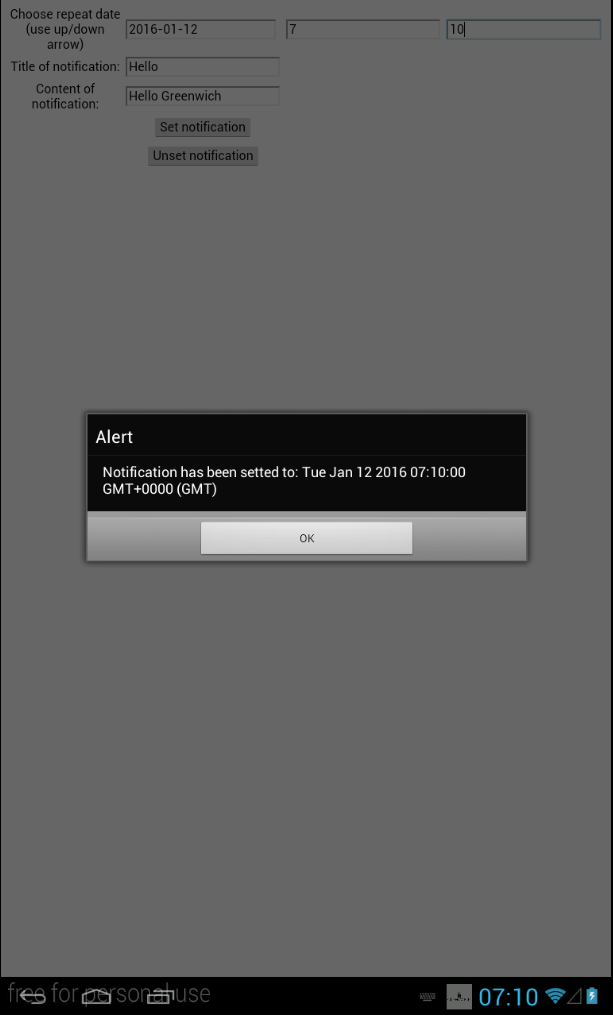 Choose repeat date
(use up/down
arrow)
2016-01-12
7
10
Title of notification:
Hello
Content of
notification:
Hello Greenwich
Set notification
Unset notification
Alert
Notification has been setted to: Tue Jan 12 2016 07:10:00
GMT+0000 (GMT)
OK
free for personal use
07:10